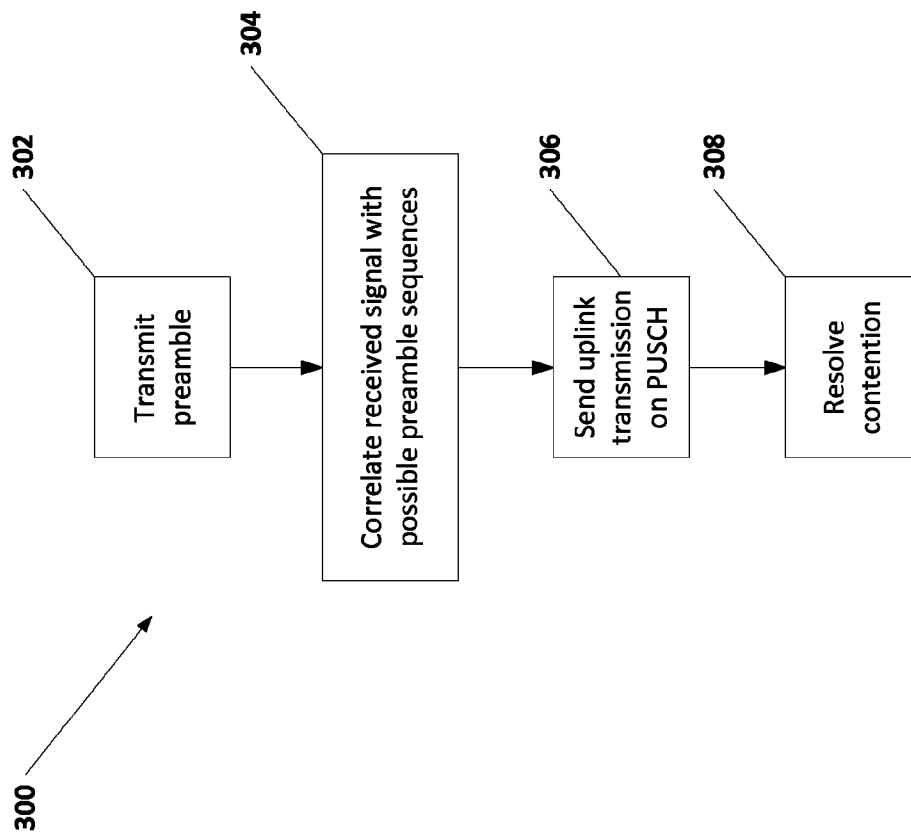 300
302
Transmit
preamble
304
Correlate received signal with
possible preamble sequences
306
Send uplink
transmission
on PUSCH
308
Resolve
contention